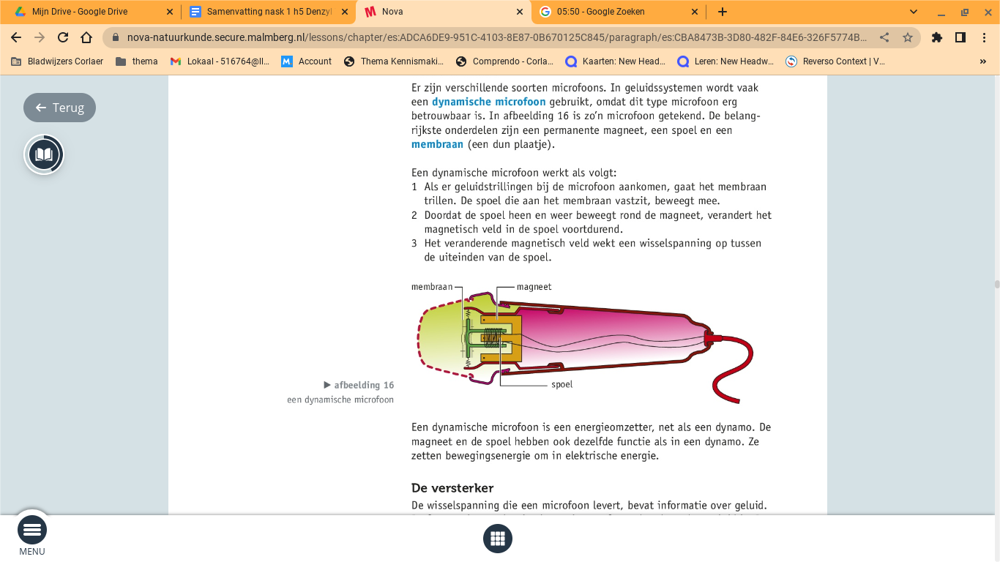 Mijn Drive - Google Drive
Samenvatting nask 1 h5 Denzyl
Nova
05:50 - Google Zoeken
nova-natuurkunde.secure.malmberg.nl/lessons/chapter/es:ADCA6DE9-951C-4103-8E87-0B670125C845/paragraph/es:CBA8473B-3D80-482F-84E6-326F5774B...
Bladwijzers Corlaer
thema
Lokaal - 516764@ll...
Account
Thema Kennismaki...
Comprendo - Corla...
Kaarten: New Head...
Leren: New Headw...
Reverso Context | V...
Terug
Er zijn verschillende soorten microfoons. In geluidssystemen wordt vaak
een dynamische microfoon gebruikt, omdat dit type microfoon erg
betrouwbaar is. In afbeelding 16 is zo’n microfoon getekend. De belang-
rijkste onderdelen zijn een permanente magneet, een spoel en een
membraan (een dun plaatje).
Een dynamische microfoon werkt als volgt:
1 Als er geluidstrillingen bij de microfoon aankomen, gaat het membraan
trillen. De spoel die aan het membraan vastzit, beweegt mee.
2 Doordat de spoel heen en weer beweegt rond de magneet, verandert het
magnetisch veld in de spoel voortdurend.
3 Het veranderende magnetisch veld wekt een wisselspanning op tussen
de uiteinden van de spoel.
membraan
magneet
spoel
▶ afbeelding 16
een dynamische microfoon
Een dynamische microfoon is een energieomzetter, net als een dynamo. De
magneet en de spoel hebben ook dezelfde functie als in een dynamo. Ze
zetten bewegingsenergie om in elektrische energie.
De versterker
De wisselspanning die een microfoon levert, bevat informatie over geluid.
MENU